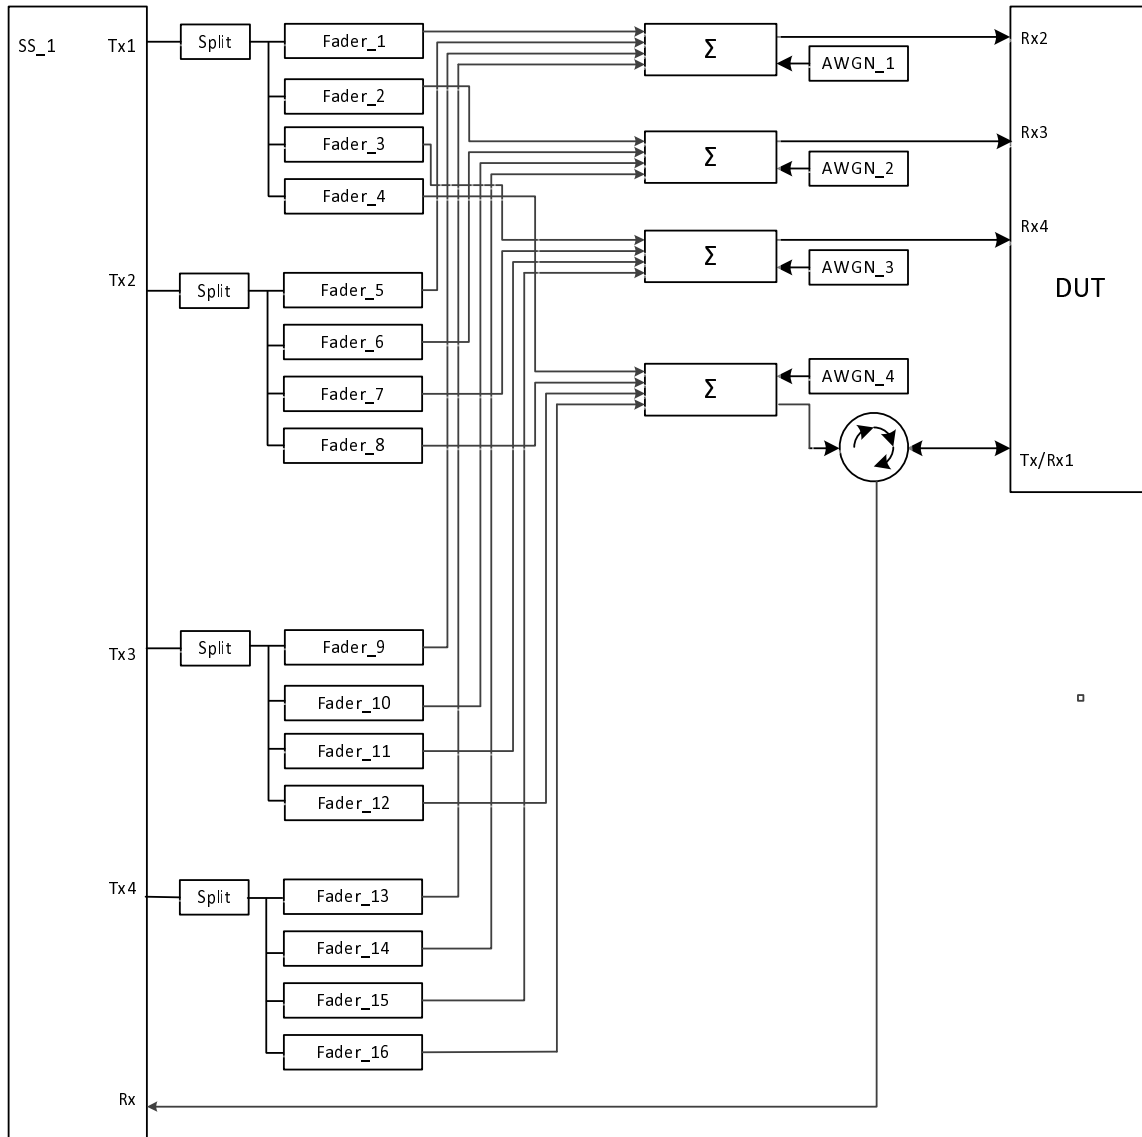 SS_1
Tx1
Split
Fader_1
Fader_2
Fader_3
Fader_4
Σ
AWGN_1
Rx2
Σ
AWGN_2
Rx3
Σ
AWGN_3
Rx4
DUT
Tx2
Split
Fader_5
Fader_6
Fader_7
Fader_8
Σ
AWGN_4
Tx/Rx1
Tx3
Split
Fader_9
Fader_10
Fader_11
Fader_12
Tx4
Split
Fader_13
Fader_14
Fader_15
Fader_16
Rx